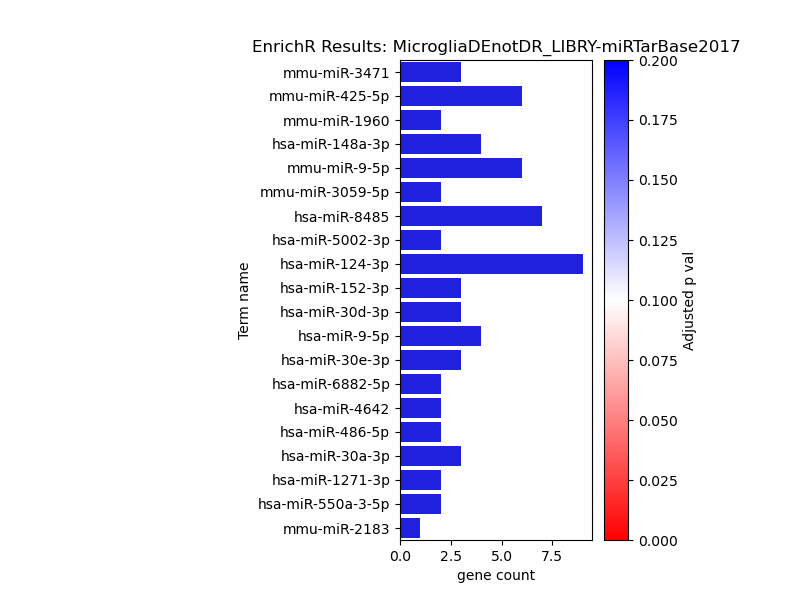 EnrichR Results: MicrogliaDEnotDR_LIBRY-miRTarBase2017
Term name
mmu-miR-3471
mmu-miR-425-5p
mmu-miR-1960
hsa-miR-148a-3p
mmu-miR-9-5p
mmu-miR-3059-5p
hsa-miR-8485
hsa-miR-5002-3p
hsa-miR-124-3p
hsa-miR-152-3p
hsa-miR-30d-3p
hsa-miR-9-5p
hsa-miR-30e-3p
hsa-miR-6882-5p
hsa-miR-4642
hsa-miR-486-5p
hsa-miR-30a-3p
hsa-miR-1271-3p
hsa-miR-550a-3-5p
mmu-miR-2183
0.0 2.5 5.0 7.5
gene count
0.200
0.175
0.150
0.125
0.100
0.075
0.050
0.025
0.000
Adjusted p val